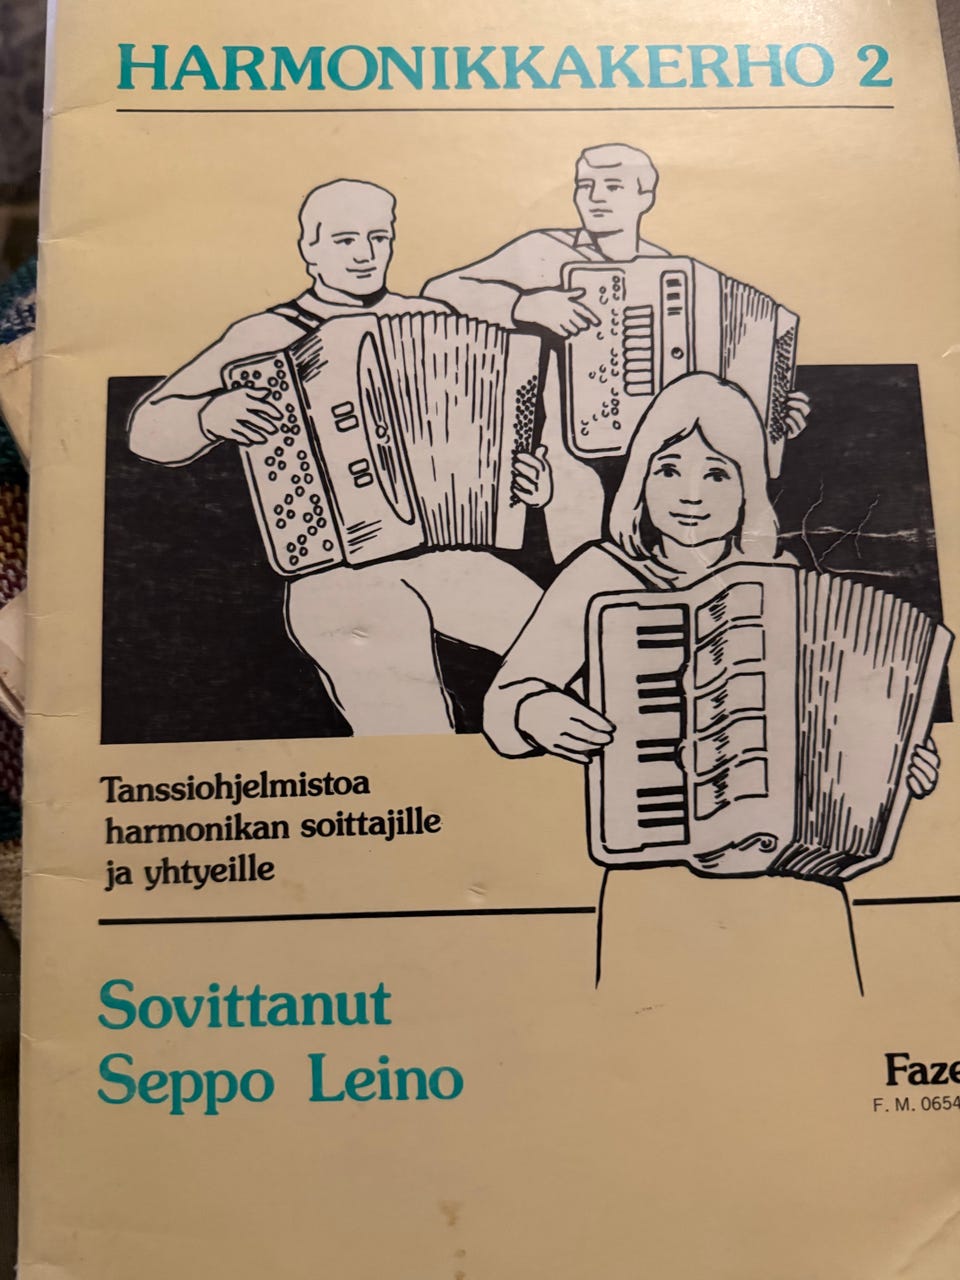 HARMONIKKAKERHO 2
Tanssiohjelmistoa
harmonikan soittajille
ja yhtyeille
Sovittanut
Seppo Leino
Faze
F. M. 0654